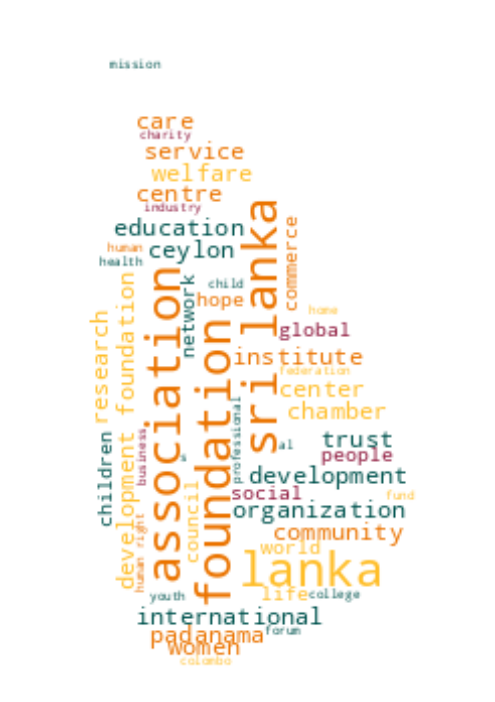 mission
care
charity
service
welfare
centre
industry
sri lanka
commerce
education
human
ceylon
health
association
development foundation
network
child
hope
home
research
foundation
global
institute
federation
center
chamber
professional
children
business
al
trust
people
s
development
social
fund
council
organization
human right
community
world
lanka
youth
life
college
international
padanama
forum
women
colombo